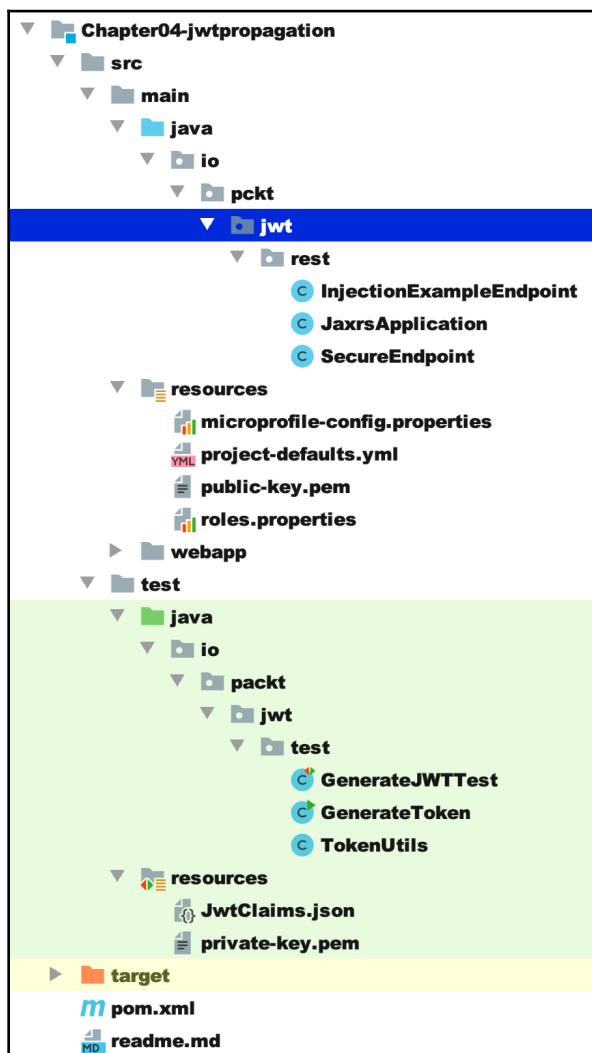 Chapter04-jwtpropagation
src
main
java
io
pckt
jwt
rest
C InjectionExampleEndpoint
C JaxrsApplication
C SecureEndpoint
resources
microprofile-config.properties
YML project-defaults.yml
public-key.pem
roles.properties
webapp
test
java
io
packt
jwt
test
C GenerateJWTTest
C GenerateToken
C TokenUtils
resources
{} JwtClaims.json
private-key.pem
target
m pom.xml
MD readme.md